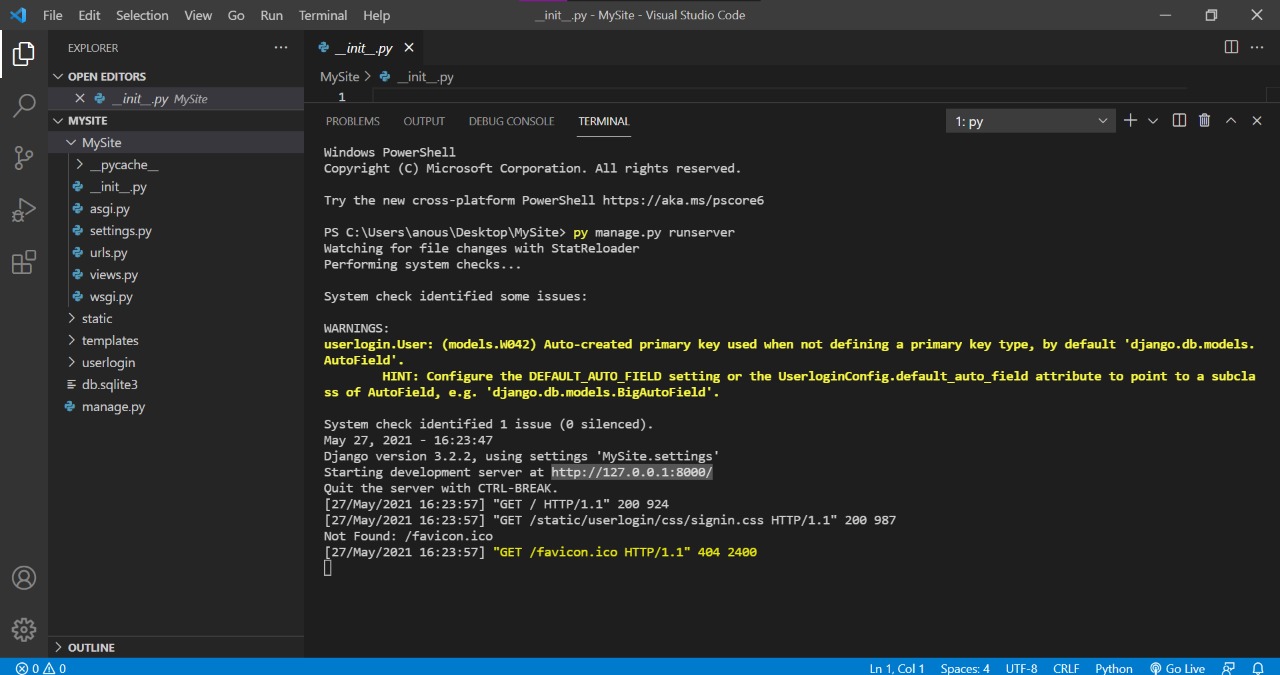 File Edit Selection View Go Run Terminal Help
__init__.py - MySite - Visual Studio Code
EXPLORER
OPEN EDITORS
__init__.py MySite
MYSITE
MySite
__pycache__
__init__.py
asgi.py
settings.py
urls.py
views.py
wsgi.py
static
templates
userlogin
db.sqlite3
manage.py
OUTLINE
__init__.py
MySite > __init__.py
1
PROBLEMS OUTPUT DEBUG CONSOLE TERMINAL
1: py
Windows PowerShell
Copyright (C) Microsoft Corporation. All rights reserved.
Try the new cross-platform PowerShell https://aka.ms/pscore6
PS C:\Users\anous\Desktop\MySite> py manage.py runserver
Watching for file changes with StatReloader
Performing system checks...
System check identified some issues:
WARNINGS:
userlogin.User: (models.W042) Auto-created primary key used when not defining a primary key type, by default 'django.db.models.
AutoField'.
HINT: Configure the DEFAULT_AUTO_FIELD setting or the UserloginConfig.default_auto_field attribute to point to a subcla
ss of AutoField, e.g. 'django.db.models.BigAutoField'.
System check identified 1 issue (0 silenced).
May 27, 2021 - 16:23:47
Django version 3.2.2, using settings 'MySite.settings'
Starting development server at http://127.0.0.1:8000/
Quit the server with CTRL-BREAK.
[27/May/2021 16:23:57] "GET / HTTP/1.1" 200 924
[27/May/2021 16:23:57] "GET /static/userlogin/css/signin.css HTTP/1.1" 200 987
Not Found: /favicon.ico
[27/May/2021 16:23:57] "GET /favicon.ico HTTP/1.1" 404 2400
0 0
Ln 1, Col 1 Spaces: 4 UTF-8 CRLF Python Go Live